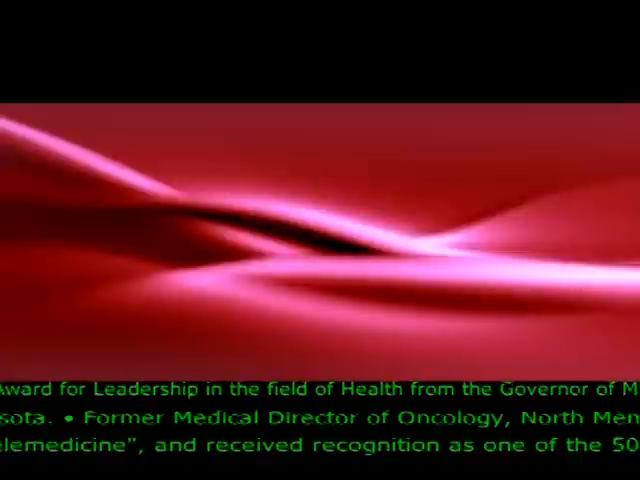 Award for Leadership in the field of Health from the Governor of M
sota. • Former Medical Director of Oncology, North Mem
elemedicine", and received recognition as one of the 50